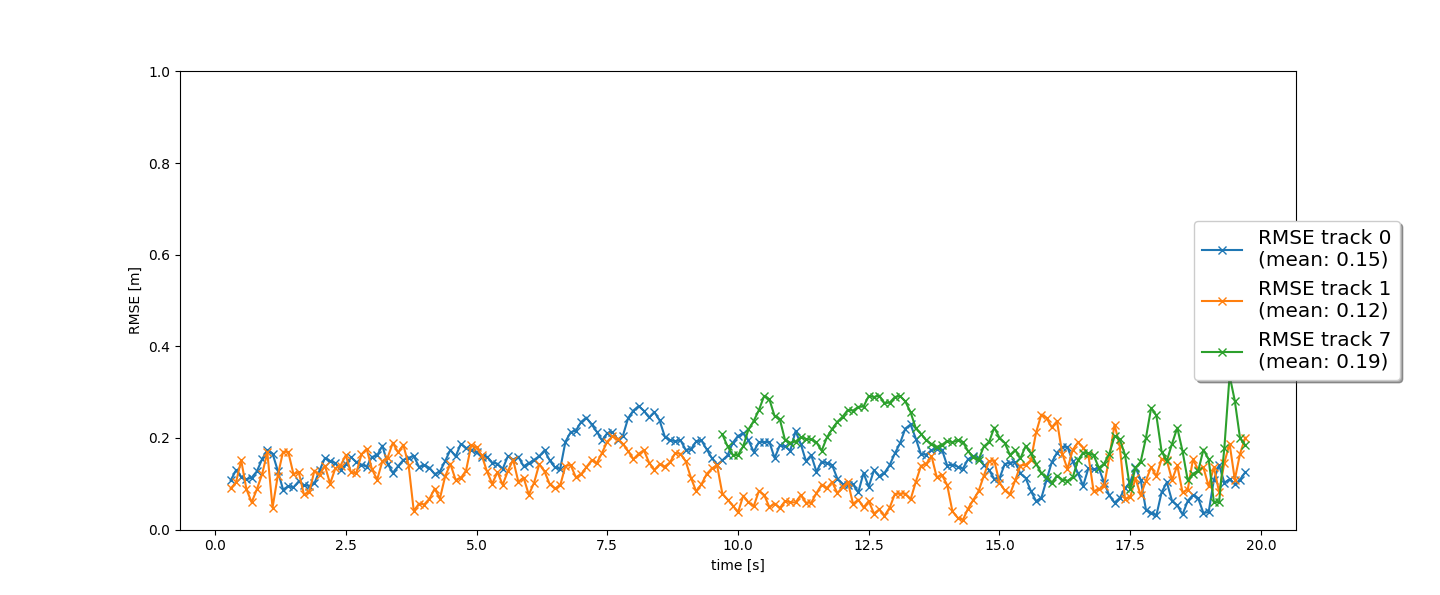 1.0
0.8
0.6
0.4
0.2
0.0
RMSE [m]
0.0 2.5 5.0 7.5 10.0 12.5 15.0 17.5 20.0
time [s]
RMSE track 0
(mean: 0.15)
RMSE track 1
(mean: 0.12)
RMSE track 7
(mean: 0.19)